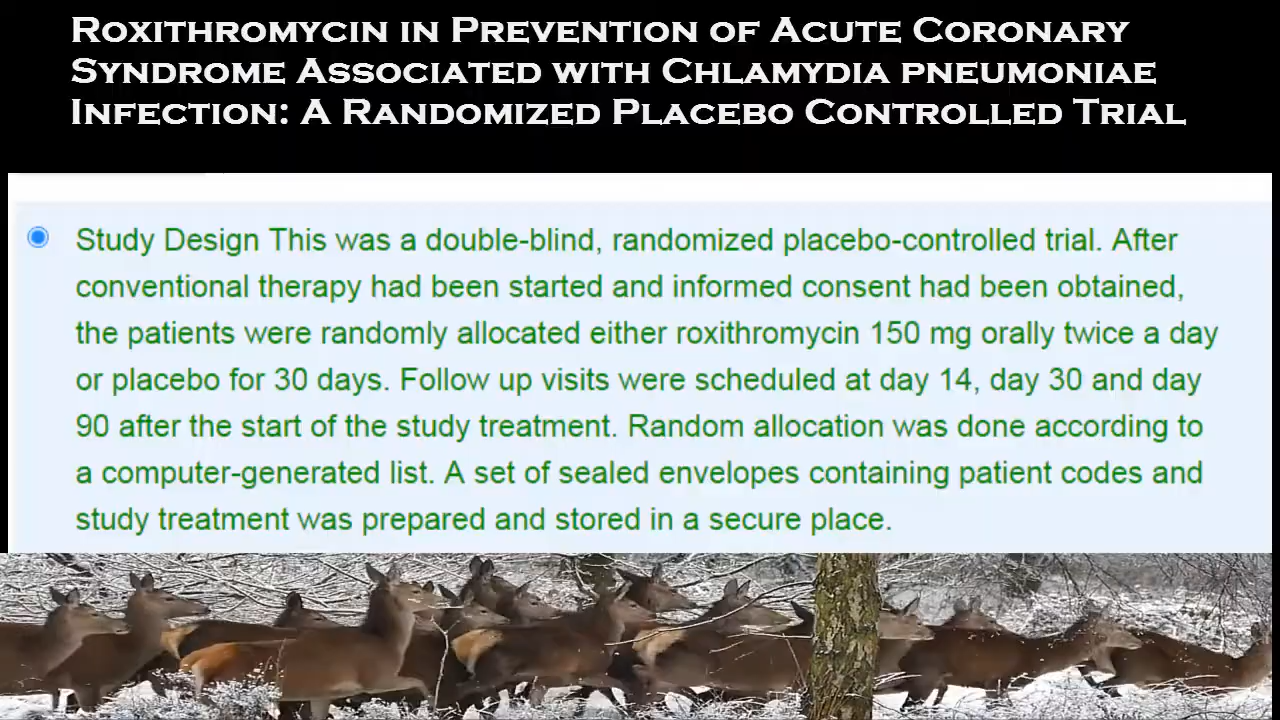 Roxithromycin in Prevention of Acute Coronary
Syndrome Associated with Chlamydia pneumoniae
Infection: A Randomized Placebo Controlled Trial
Study Design This was a double-blind, randomized placebo-controlled trial. After
conventional therapy had been started and informed consent had been obtained,
the patients were randomly allocated either roxithromycin 150 mg orally twice a day
or placebo for 30 days. Follow up visits were scheduled at day 14, day 30 and day
90 after the start of the study treatment. Random allocation was done according to
a computer-generated list. A set of sealed envelopes containing patient codes and
study treatment was prepared and stored in a secure place.